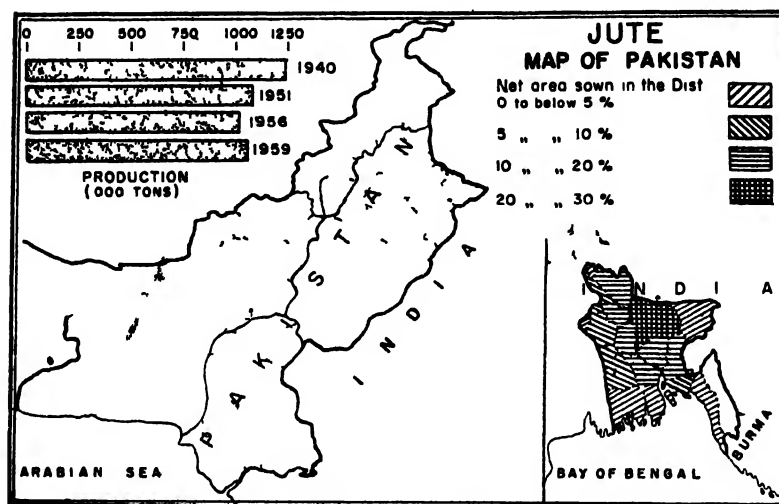 0 250 500 750 1000 1250
1940
1951
1956
1959
PRODUCTION
(000 TONS)
JUTE
MAP OF PAKISTAN
Net area sown in the Dist
0 to below 5 %
5 „ „ 10 %
10 „ „ 20 %
20 „ „ 30 %
PAKISTAN
INDIA
ARABIAN SEA
INDIA
BURMA
BAY OF BENGAL